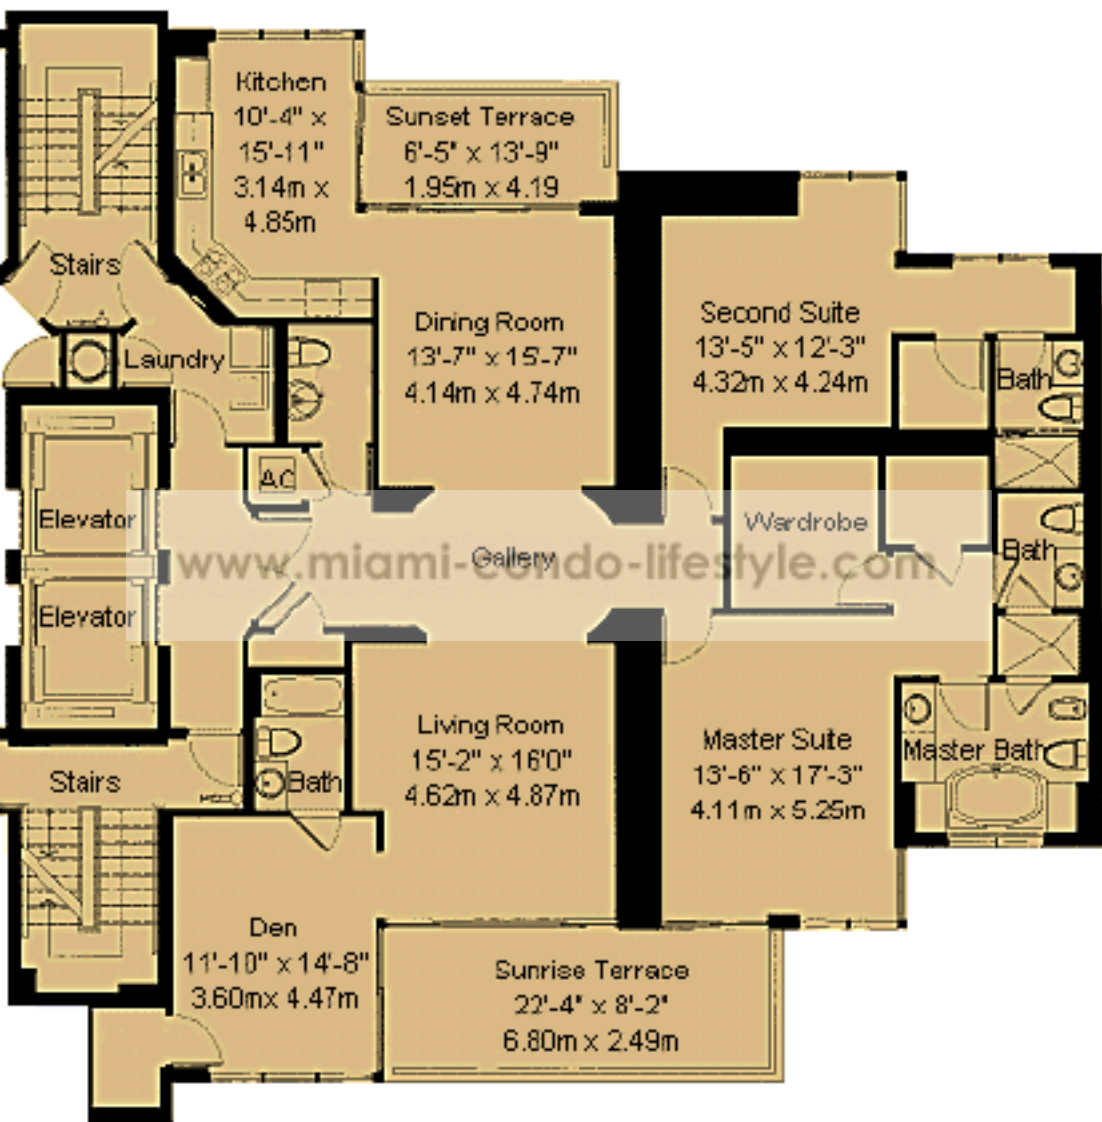 Kitchen
10'-4" x
15'-11"
3.14m x
4.85m
Sunset Terrace
6'-5" x 13'-9"
1.95m x 4.19
Stairs
Laundry
Dining Room
13'-7" x 15'-7"
4.14m x 4.74m
Second Suite
13'-5" x 12'-3"
4.32m x 4.24m
Bath
AC
Elevator
Wardrobe
Gallery
Bath
www.miami-condo-lifestyle.com
Elevator
Living Room
15'-2" x 16'0"
4.62m x 4.87m
Master Suite
13'-6" x 17'-3"
4.11m x 5.25m
Master Bath
Stairs
Bath
Den
11'-10" x 14'-8"
3.60mx 4.47m
Sunrise Terrace
22'-4" x 8'-2"
6.80m x 2.49m